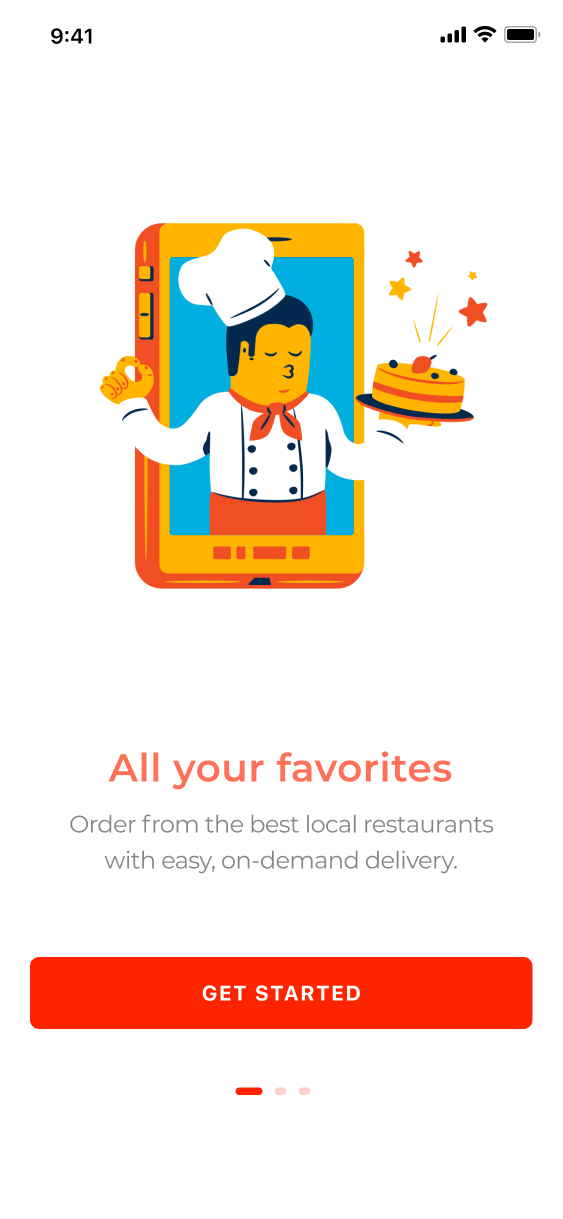 9:41
All your favorites
Order from the best local restaurants
with easy, on-demand delivery.
GET STARTED